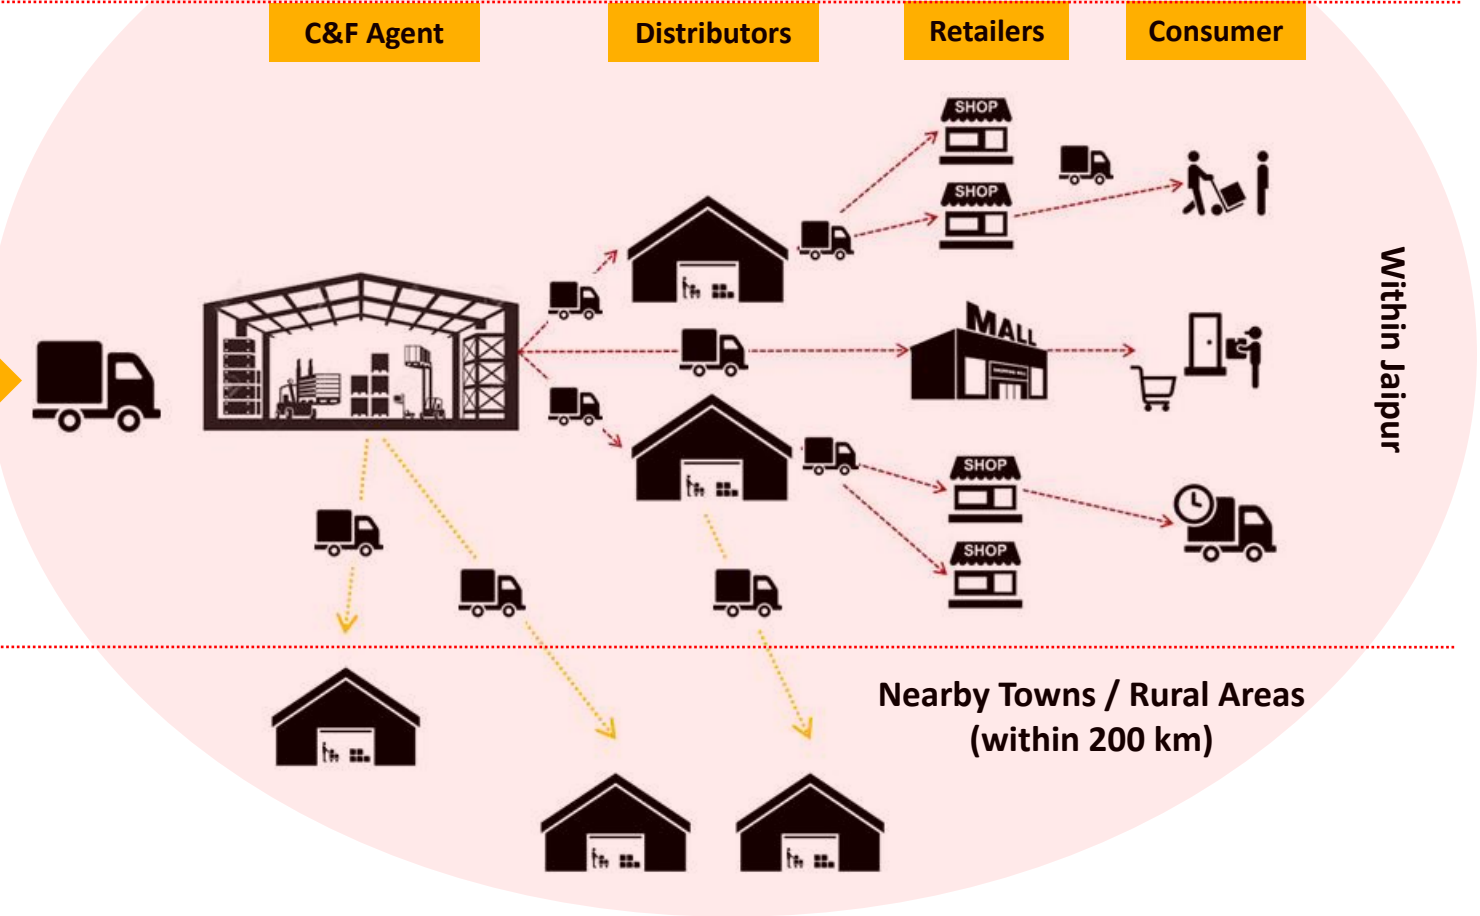 C&F Agent
Distributors
Retailers
Consumer
SHOP
SHOP
MALL
Within Jaipur
SHOP
SHOP
Nearby Towns / Rural Areas
(within 200 km)